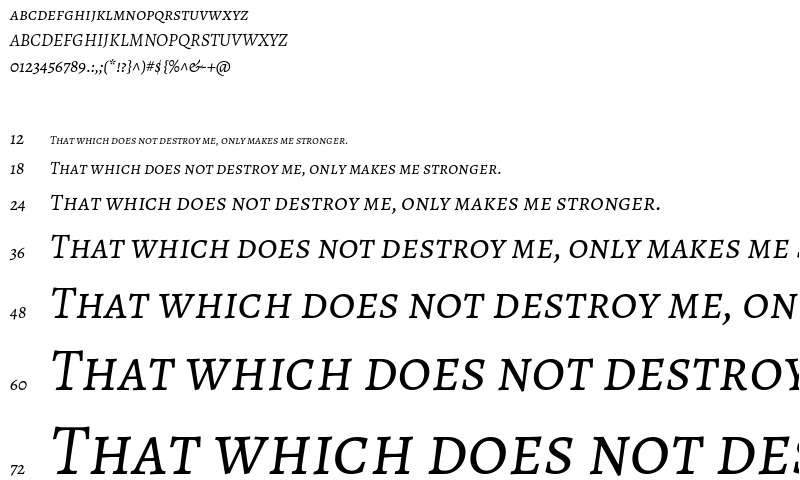 ABCDEFGHIJKLMNOPQRSTUVWXYZ
ABCDEFGHIJKLMNOPQRSTUVWXYZ
0123456789.:,;(*!?}^)#${%^&-+@
12 That which does not destroy me, only makes me stronger.
18 That which does not destroy me, only makes me stronger.
24 That which does not destroy me, only makes me stronger.
36 That which does not destroy me, only makes me
48 That which does not destroy me, on
60 That which does not destroy
72 That which does not des